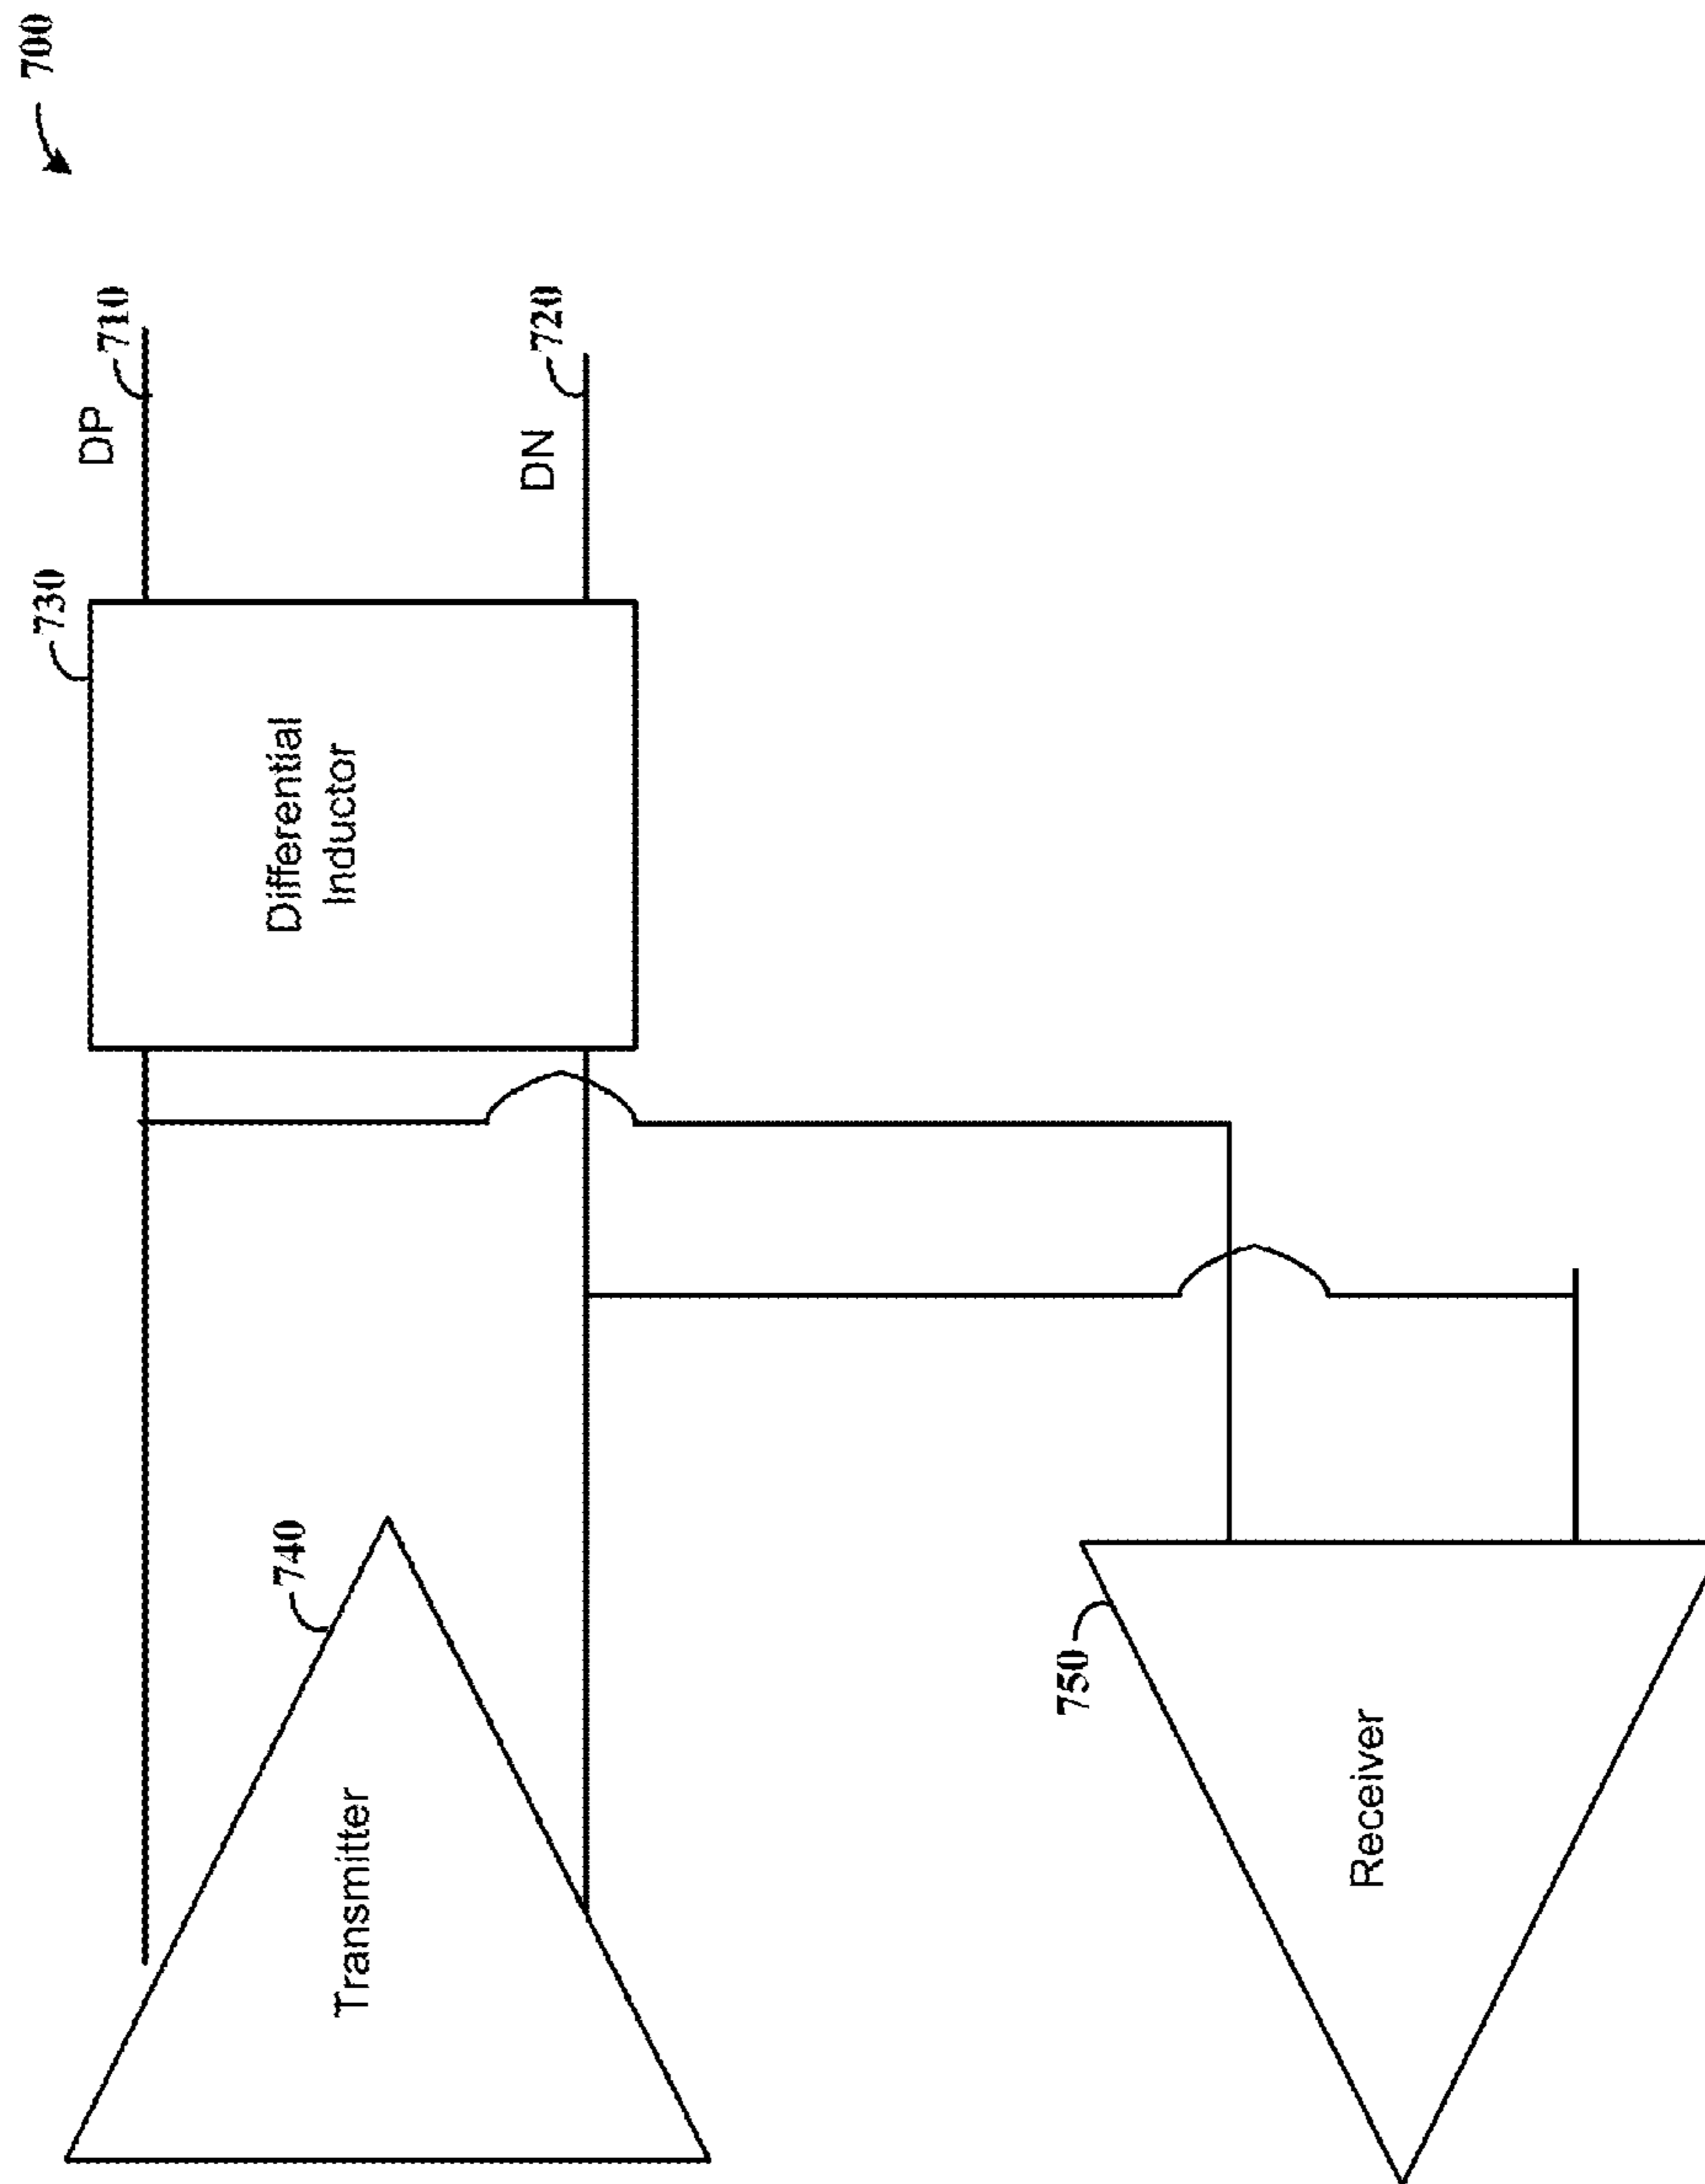 700
DP
710
DN
720
730
Differential
Inductor
740
Transmitter
750
Receiver